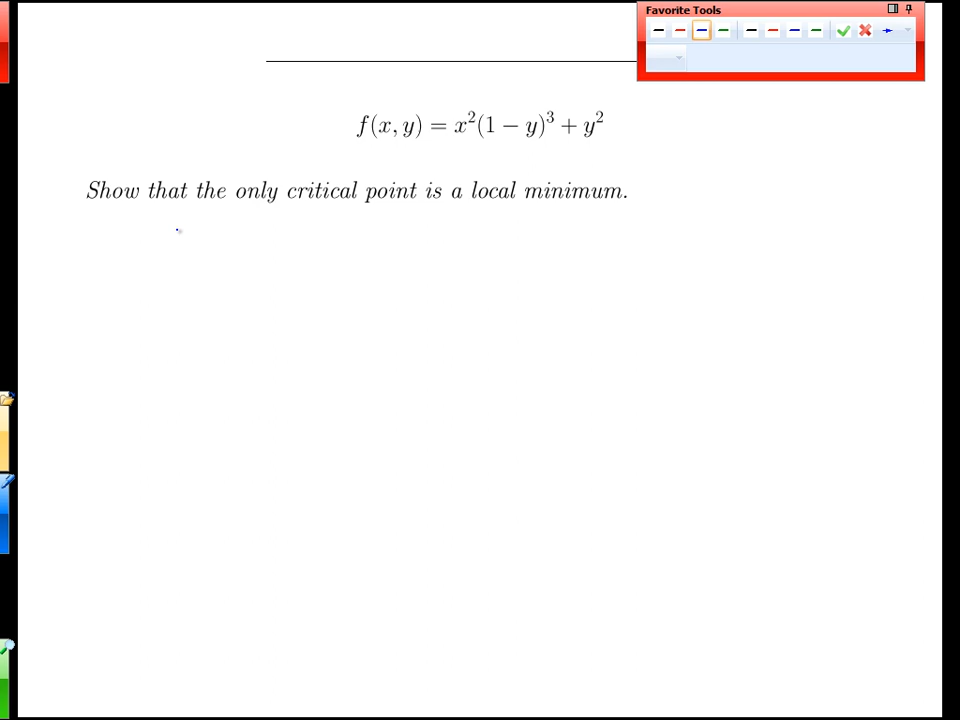 Favorite Tools
f(x, y) = x²(1 − y)³ + y²
Show that the only critical point is a local minimum.